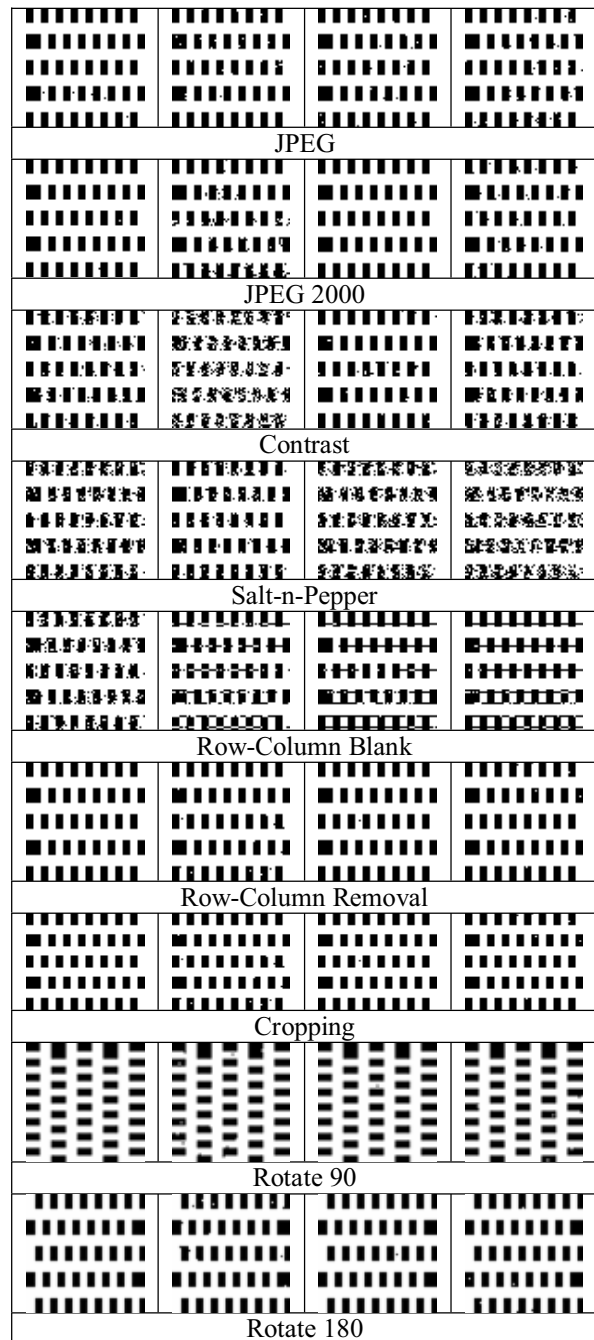 JPEG
JPEG 2000
Contrast
Salt-n-Pepper
Row-Column Blank
Row-Column Removal
Cropping
Rotate 90
Rotate 180